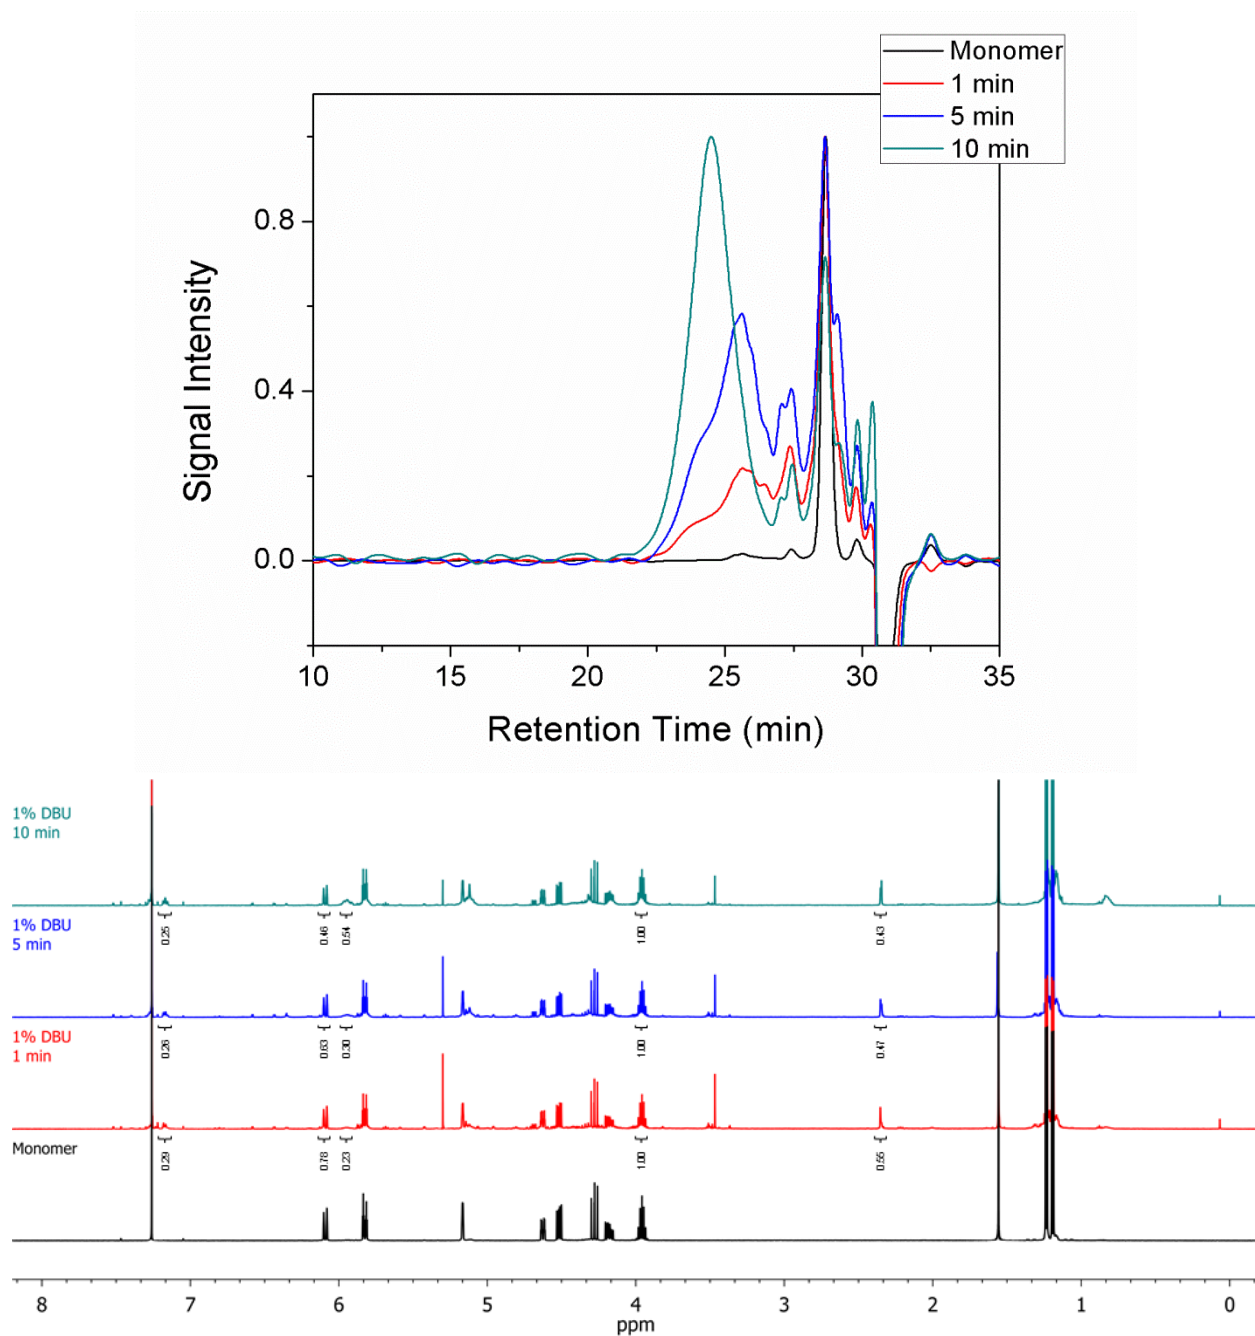 Monomer
1 min
5 min
10 min
0.8
0.4
0.0
Signal Intensity
10 15 20 25 30 35
Retention Time (min)
1% DBU
10 min
0.25 0.46 0.54 1.00 0.43
1% DBU
5 min
0.26 0.63 0.30 1.00 0.47
1% DBU
1 min
0.29 0.78 0.23 1.00 0.55
Monomer
8 7 6 5 4 3 2 1 0
ppm